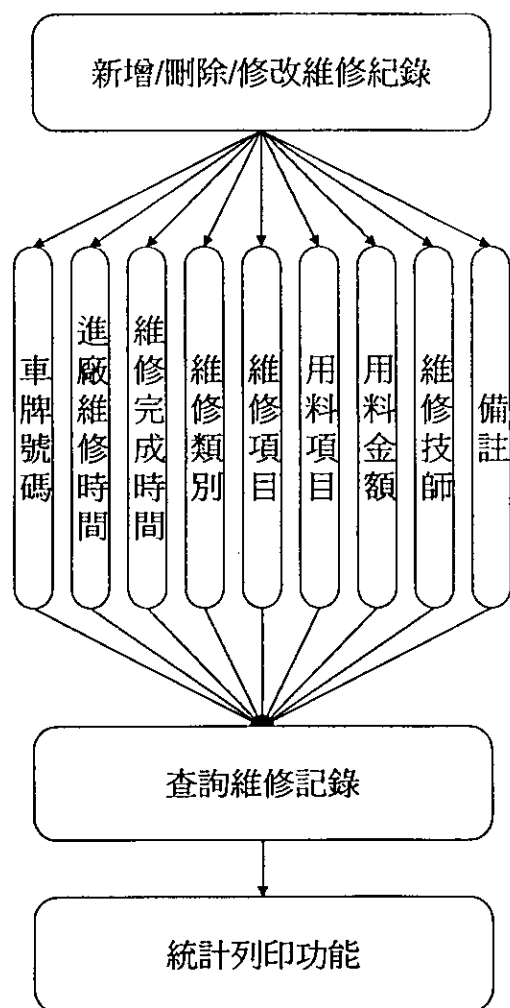 新增/刪除/修改維修紀錄
車牌號碼
進廠維修時間
維修完成時間
維修類別
維修項目
用料項目
用料金額
維修技師
備註
查詢維修記錄
統計列印功能